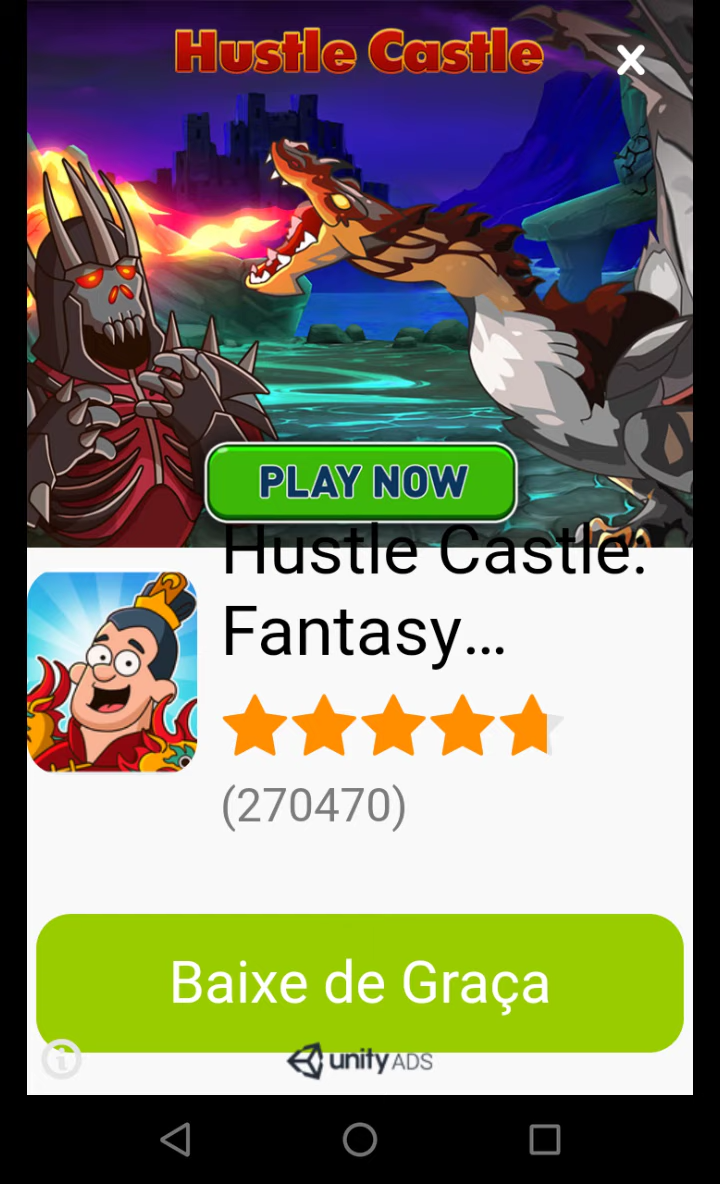 Hustle Castle
PLAY NOW
Hustle Castle:
Fantasy...
(270470)
Baixe de Graça
unity ADS